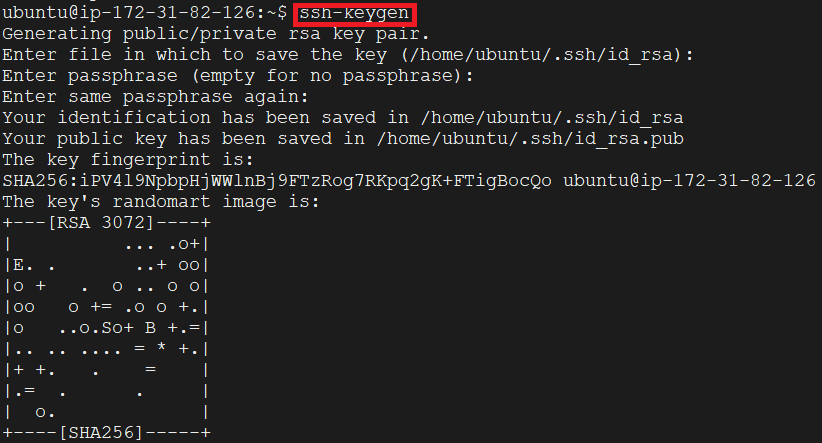 ubuntu@ip-172-31-82-126:~$ ssh-keygen
Generating public/private rsa key pair.
Enter file in which to save the key (/home/ubuntu/.ssh/id_rsa):
Enter passphrase (empty for no passphrase):
Enter same passphrase again:
Your identification has been saved in /home/ubuntu/.ssh/id_rsa
Your public key has been saved in /home/ubuntu/.ssh/id_rsa.pub
The key fingerprint is:
SHA256:iPV4l9NpbpHjWWlnBj9FTzRog7RKpq2gK+FTigBocQo ubuntu@ip-172-31-82-126
The key's randomart image is:
+---[RSA 3072]----+
|           ... .o+|
|E. .        ..+ oo|
|o +   .  o .. o o|
|oo   o += .o o +.|
|o   ..o.So+ B +.=|
|.. .. .... = * +.|
|+ +.   .    =    |
|.=  .      .     |
|  o.             |
+----[SHA256]-----+